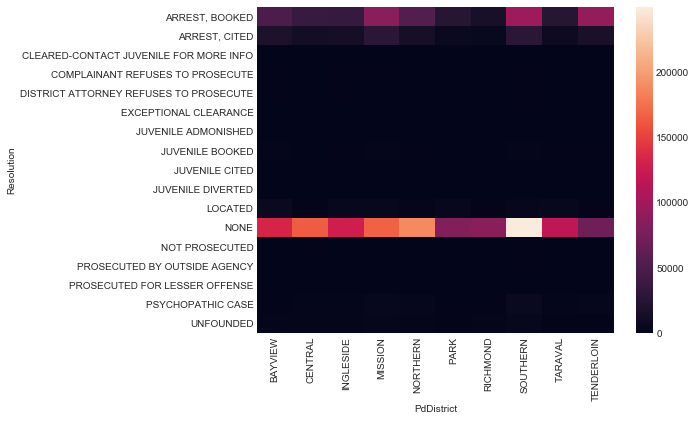 Resolution
ARREST, BOOKED
ARREST, CITED
CLEARED-CONTACT JUVENILE FOR MORE INFO
COMPLAINANT REFUSES TO PROSECUTE
DISTRICT ATTORNEY REFUSES TO PROSECUTE
EXCEPTIONAL CLEARANCE
JUVENILE ADMONISHED
JUVENILE BOOKED
JUVENILE CITED
JUVENILE DIVERTED
LOCATED
NONE
NOT PROSECUTED
PROSECUTED BY OUTSIDE AGENCY
PROSECUTED FOR LESSER OFFENSE
PSYCHOPATHIC CASE
UNFOUNDED
BAYVIEW
CENTRAL
INGLESIDE
MISSION
NORTHERN
PARK
RICHMOND
SOUTHERN
TARAVAL
TENDERLOIN
PdDistrict
200000
150000
100000
50000
0